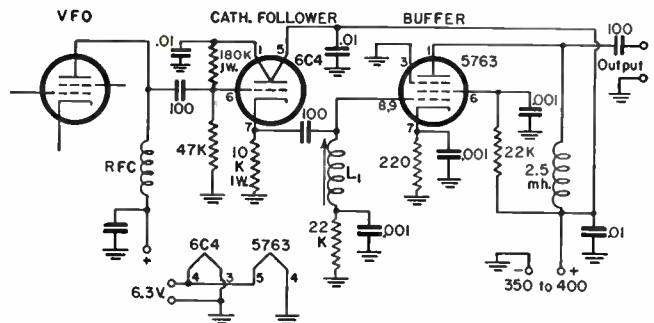 VFO
CATH. FOLLOWER
BUFFER
.01
180K
1W.
1
5
6C4
.01
3
1
5763
100
Output
100
6
100
8,9
6
.001
7
7
47K
10
K
1W.
RFC
L1
220
.001
22K
2.5
mh.
22
K
.001
.01
+
6C4
5763
4
3
5
4
6.3V.
−
+
350 to 400